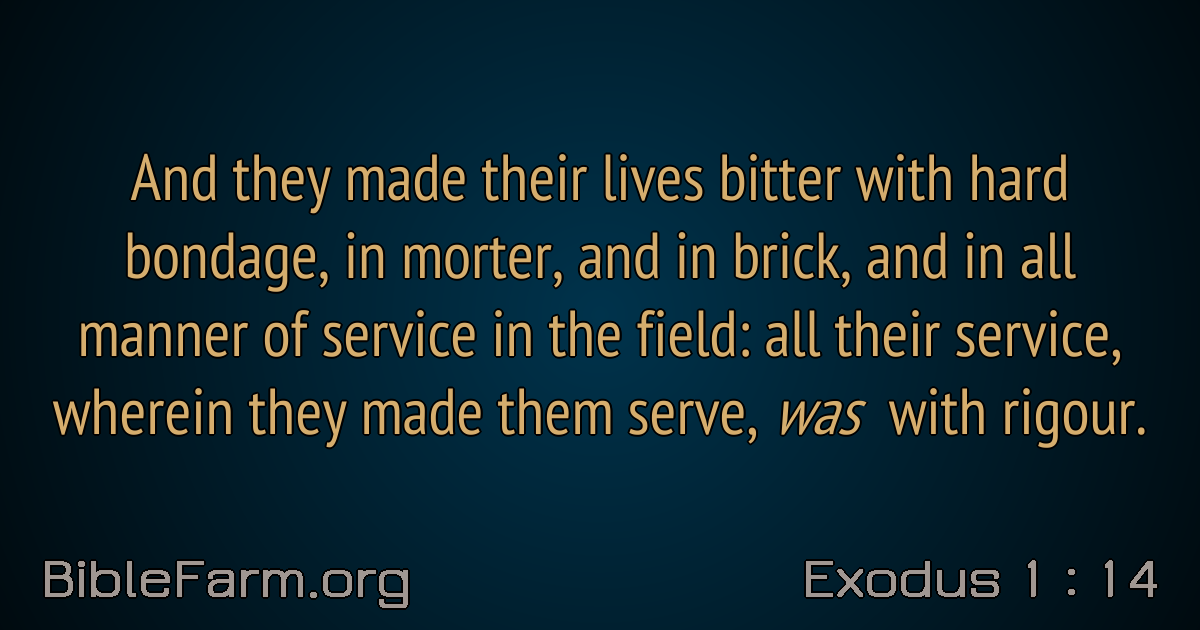 And they made their lives bitter with hard
bondage, in morter, and in brick, and in all
manner of service in the field: all their service,
wherein they made them serve, was with rigour.
BibleFarm.org
Exodus 1 : 14